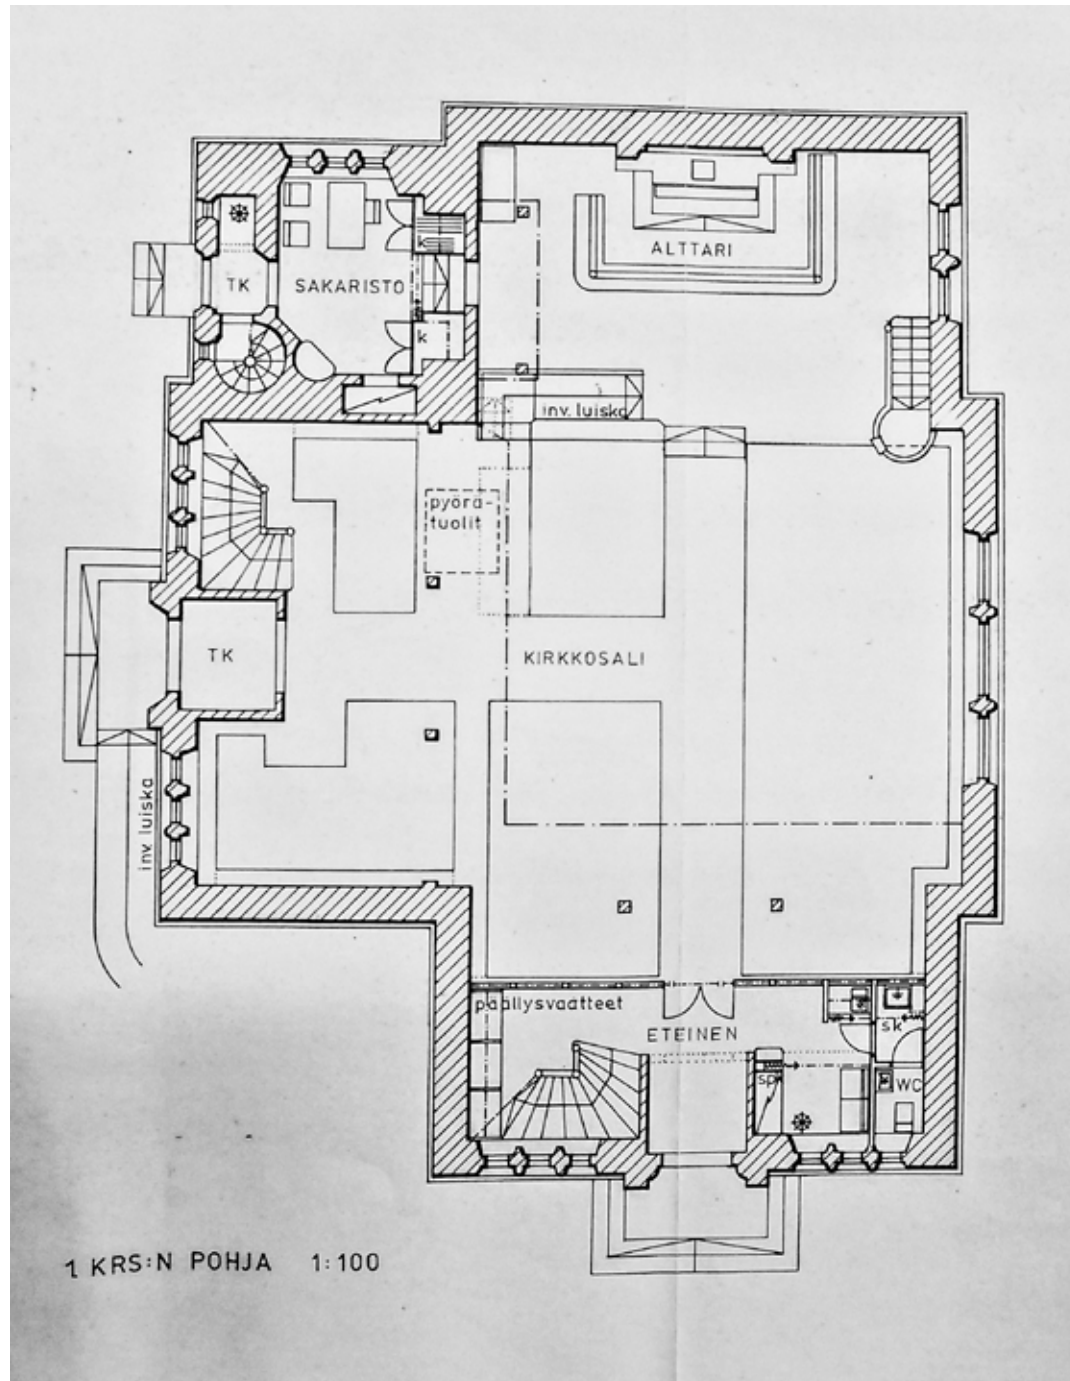 ALTTARI
TK
SAKARISTO
k
k
inv. luiska
pyörä-
tuolit
TK
KIRKKOSALI
inv. luiska
päällysvaatteet
ETEINEN
sk
sp
WC
1 KRS:N POHJA 1:100